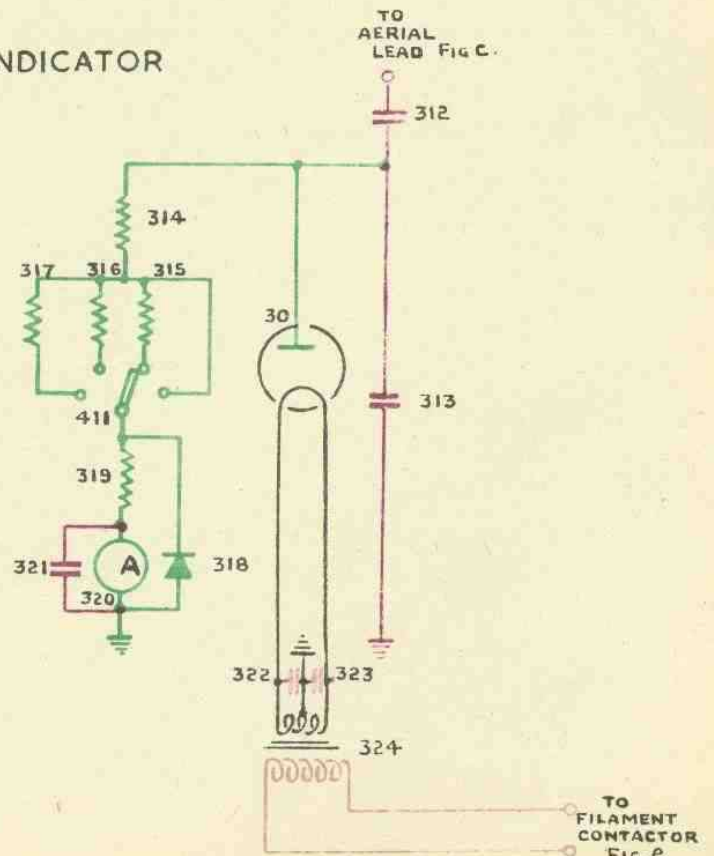 NDICATOR
TO
AERIAL
LEAD FIG C.
312
314
317
316
315
30
411
313
319
321
A
318
320
322
323
324
TO
FILAMENT
CONTACTOR